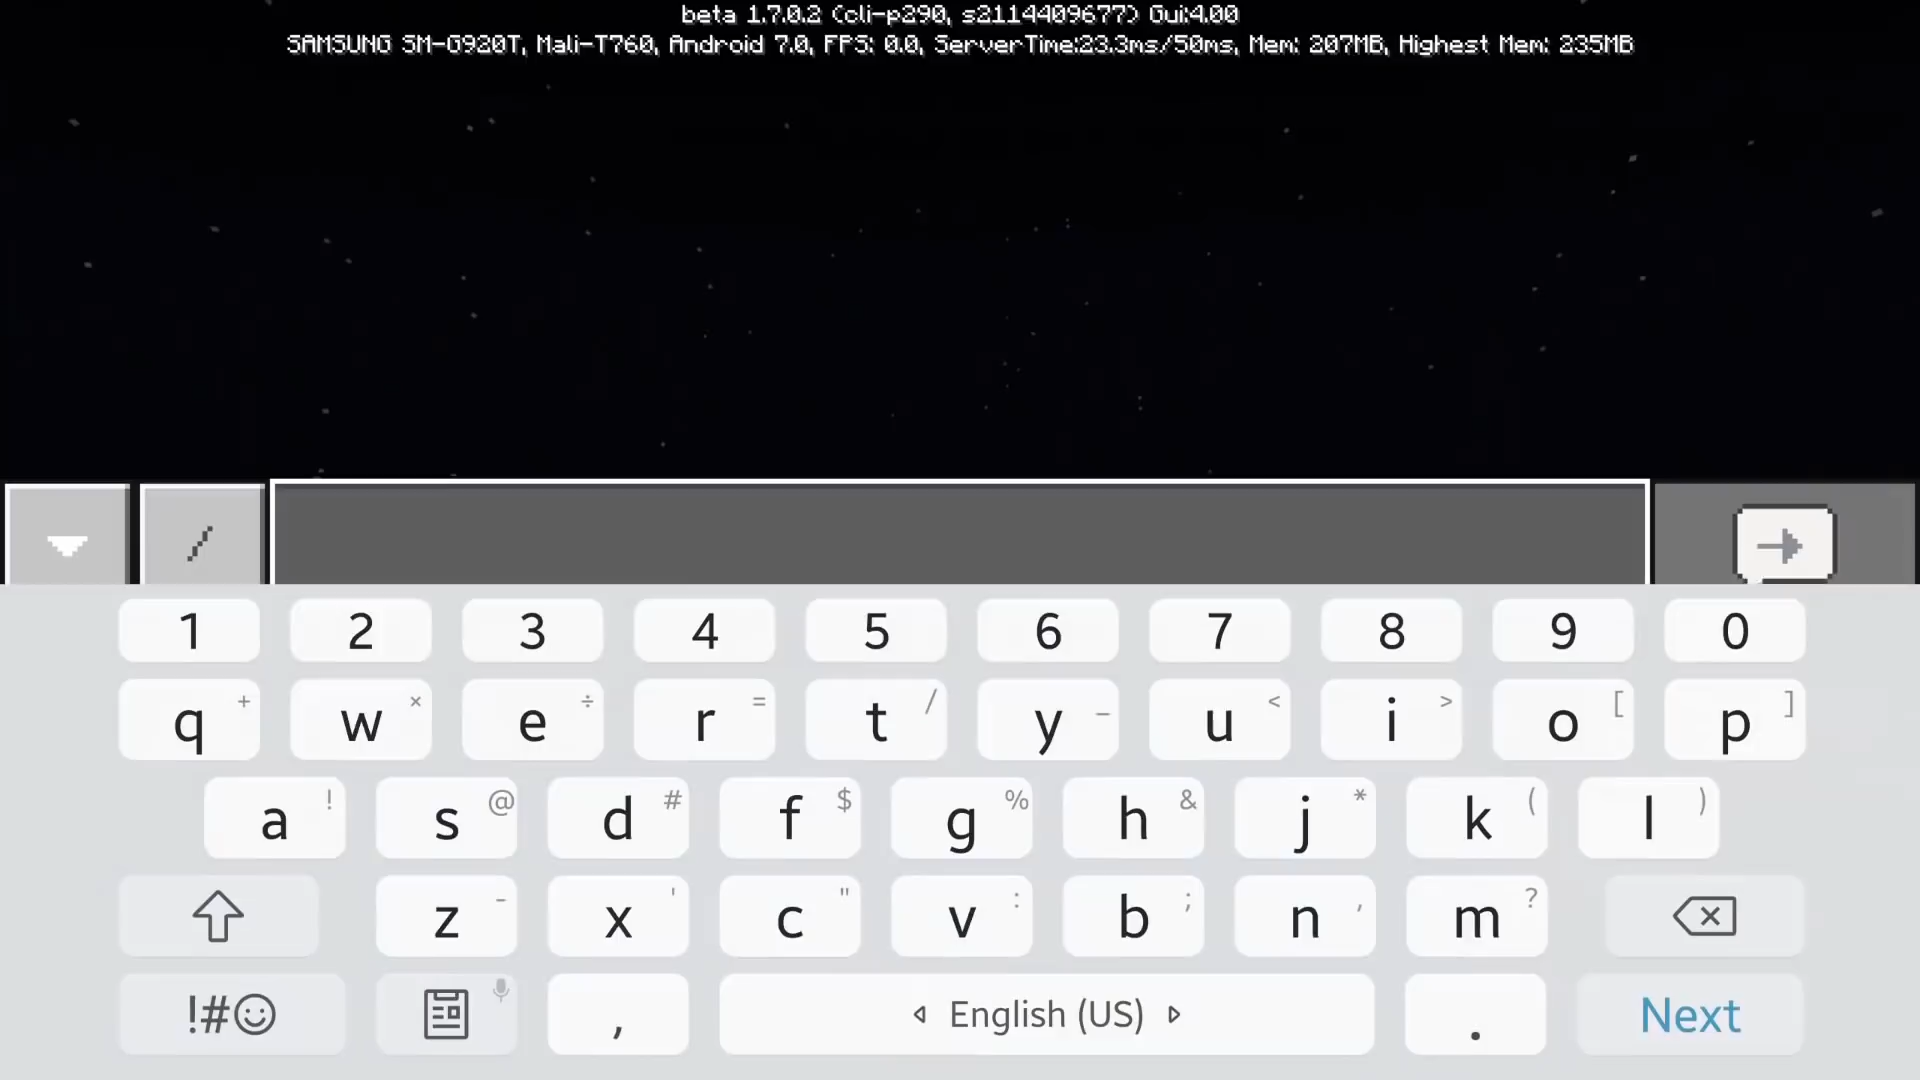 beta 1.7.0.2 (cli-p290, s2114409677) Gui:4.00
SAMSUNG SM-G920T, Mali-T760, Android 7.0, FPS: 0.0, ServerTime:23.3ms/50ms, Mem: 207MB, Highest Mem: 235MB
/
1 2 3 4 5 6 7 8 9 0
q + w × e ÷ r = t / y _ u < i > o [ p ]
a ! s @ d # f $ g % h & j * k ( l )
z - x ' c " v : b ; n , m ?
!#☺ , English (US) . Next